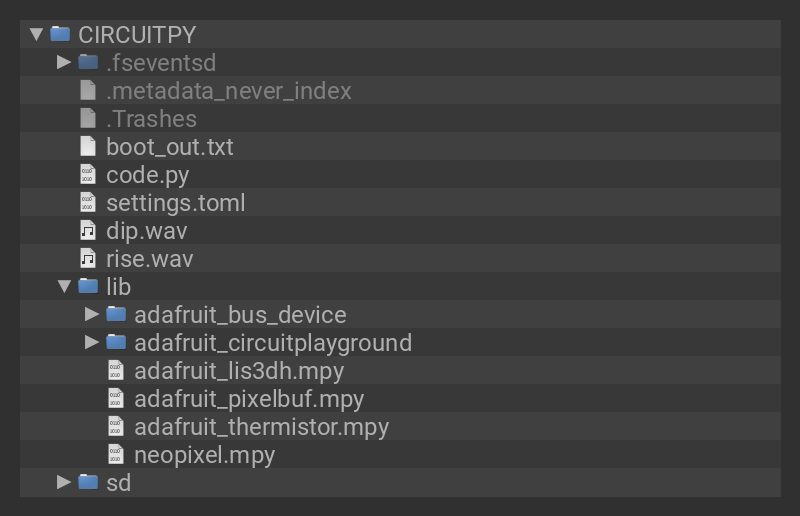 CIRCUITPY
.fseventsd
.metadata_never_index
.Trashes
boot_out.txt
code.py
settings.toml
dip.wav
rise.wav
lib
adafruit_bus_device
adafruit_circuitplayground
adafruit_lis3dh.mpy
adafruit_pixelbuf.mpy
adafruit_thermistor.mpy
neopixel.mpy
sd